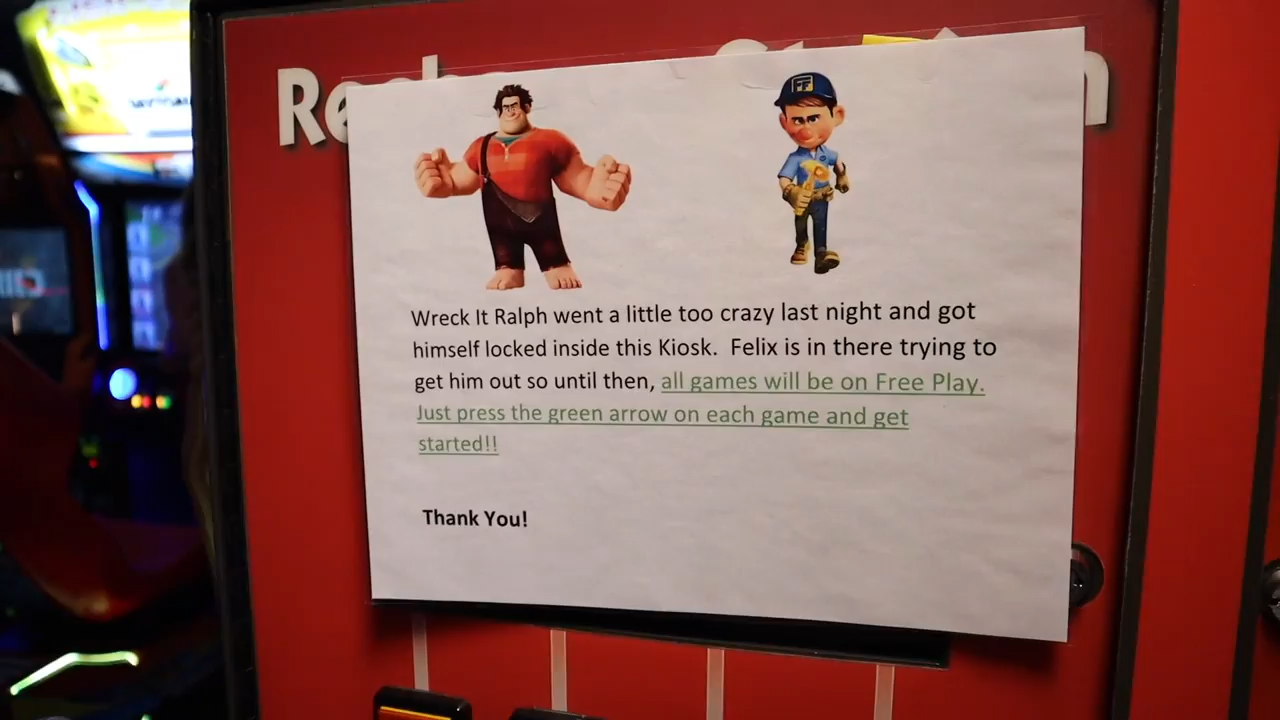 Wreck It Ralph went a little too crazy last night and got
himself locked inside this Kiosk.  Felix is in there trying to
get him out so until then, all games will be on Free Play.
Just press the green arrow on each game and get
started!!
Thank You!